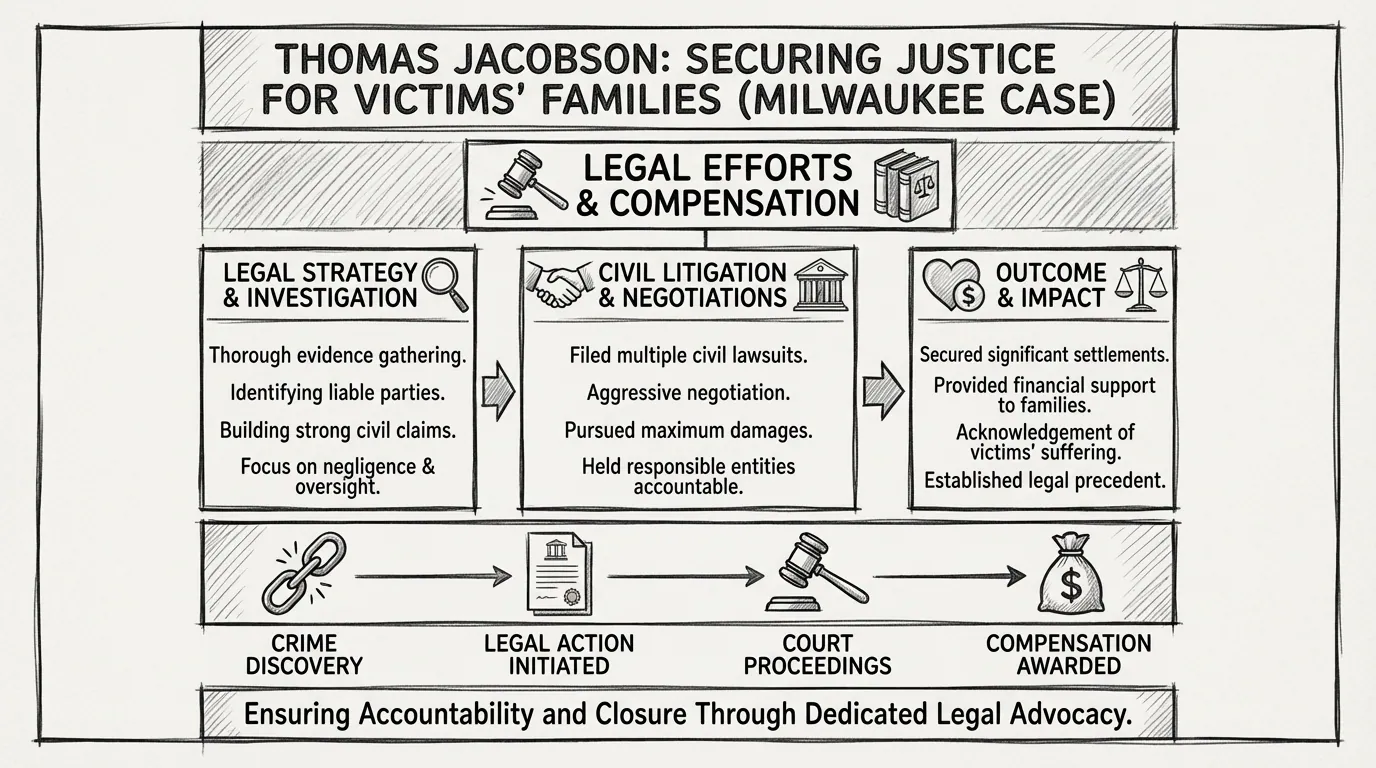 THOMAS JACOBSON: SECURING JUSTICE
FOR VICTIMS' FAMILIES (MILWAUKEE CASE)
LEGAL EFFORTS
& COMPENSATION
LEGAL STRATEGY
& INVESTIGATION
Thorough evidence gathering.
Identifying liable parties.
Building strong civil claims.
Focus on negligence &
oversight.
CIVIL LITIGATION
& NEGOTIATIONS
Filed multiple civil lawsuits.
Aggressive negotiation.
Pursued maximum damages.
Held responsible entities
accountable.
OUTCOME
& IMPACT
$
Secured significant settlements.
Provided financial support
to families.
Acknowledgement of
victims' suffering.
Established legal precedent.
$
CRIME
DISCOVERY
LEGAL ACTION
INITIATED
COURT
PROCEEDINGS
COMPENSATION
AWARDED
Ensuring Accountability and Closure Through Dedicated Legal Advocacy.